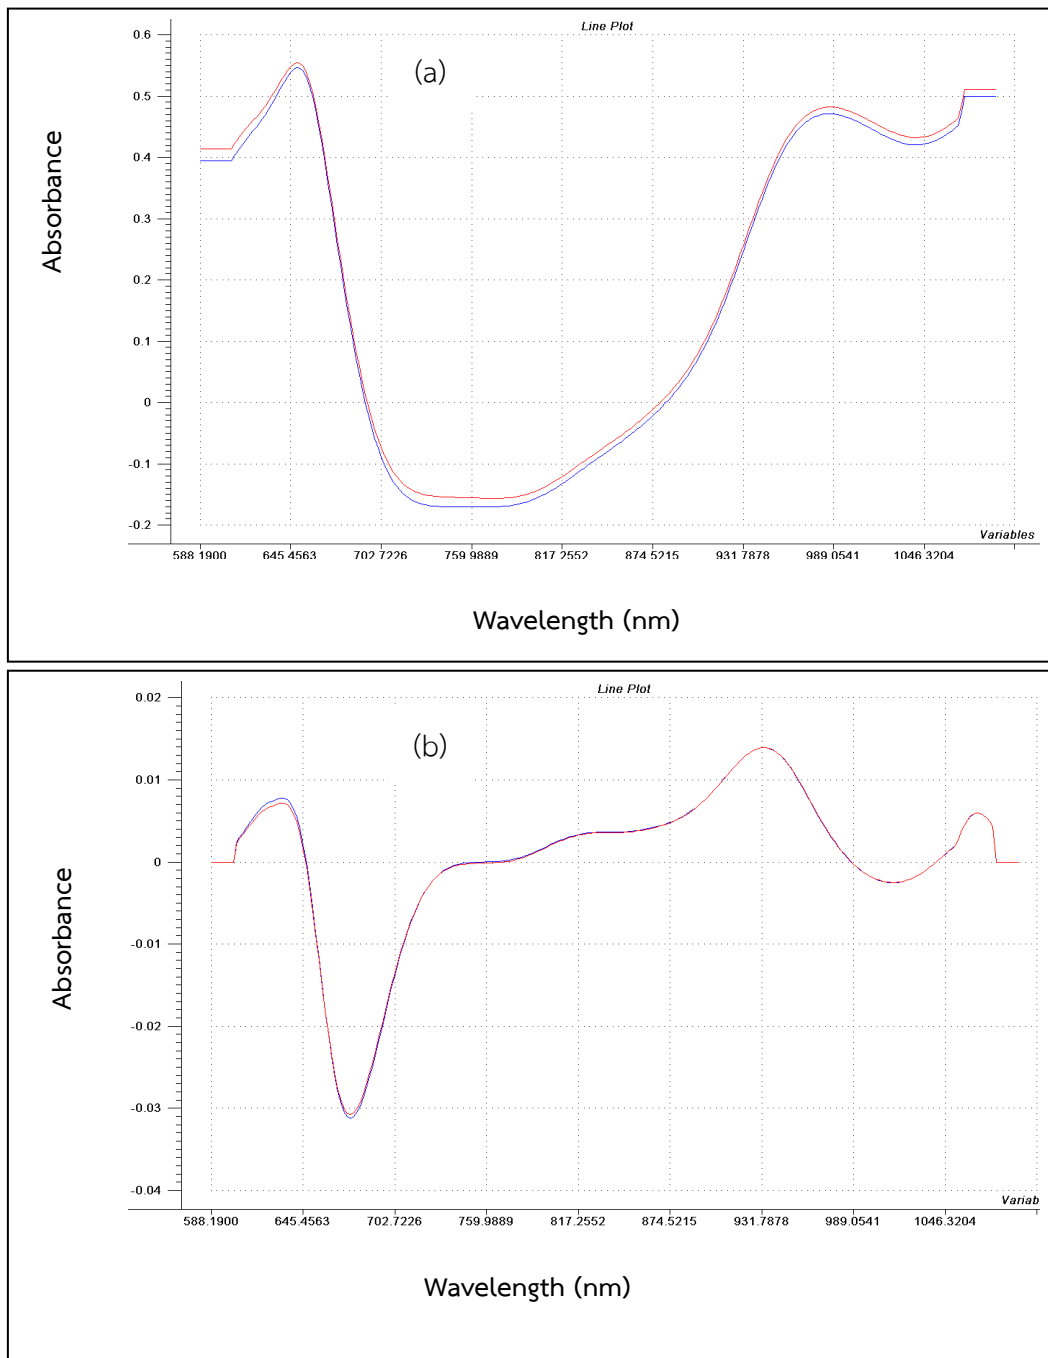 Line Plot
(a)
Absorbance
0.6
0.5
0.4
0.3
0.2
0.1
0
-0.1
-0.2
Variables
588.1900 645.4563 702.7226 759.9889 817.2552 874.5215 931.7878 989.0541 1046.3204
Wavelength (nm)
Line Plot
(b)
Absorbance
0.02
0.01
0
-0.01
-0.02
-0.03
-0.04
Variab
588.1900 645.4563 702.7226 759.9889 817.2552 874.5215 931.7878 989.0541 1046.3204
Wavelength (nm)